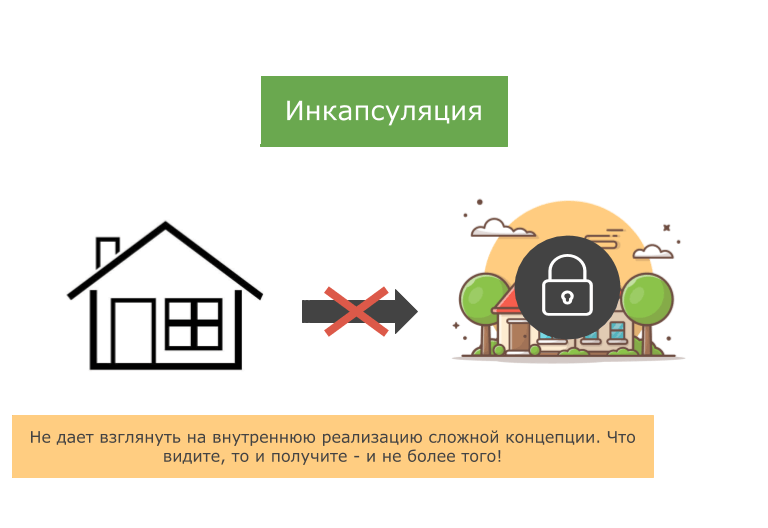 Инкапсуляция
Не дает взглянуть на внутреннюю реализацию сложной концепции. Что
видите, то и получите - и не более того!